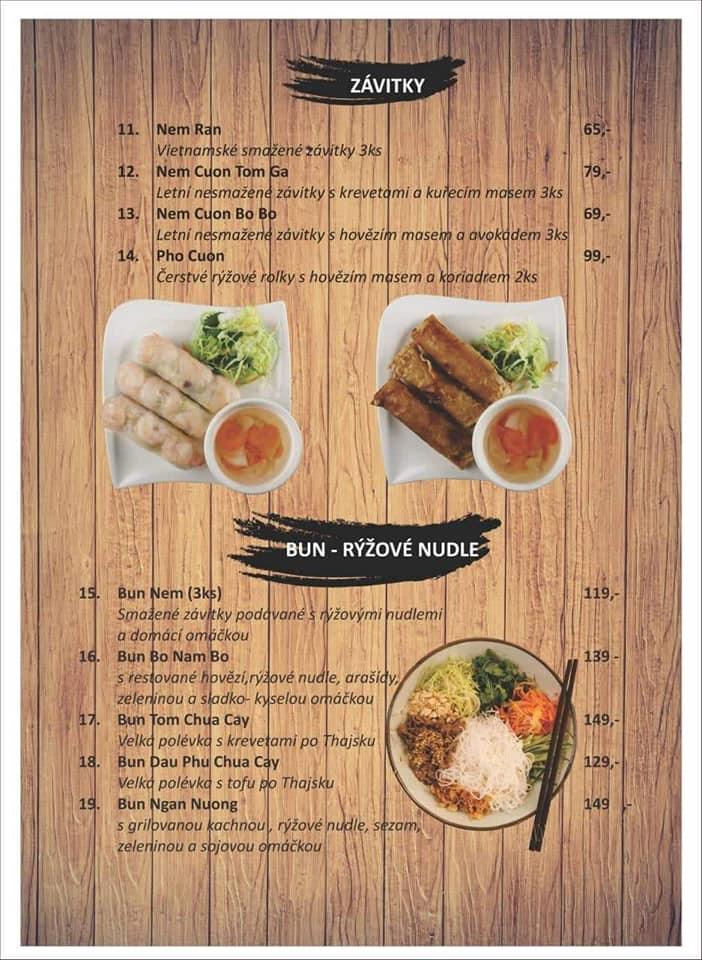 ZÁVITKY
11. Nem Ran 65,-
Vietnamské smažené závitky 3ks
12. Nem Cuon Tom Ga 79,-
Letní nesmažené závitky s krevetami a kuřecím masem 3ks
13. Nem Cuon Bo Bo 69,-
Letní nesmažené závitky s hovězím masem a avokádem 3ks
14. Pho Cuon 99,-
Čerstvé rýžové rolky s hovězím masem a koriadrem 2ks
BUN - RÝŽOVÉ NUDLE
15. Bun Nem (3ks) 119,-
Smažené závitky podávané s rýžovými nudlemi
a domácí omáčkou
16. Bun Bo Nam Bo 139 -
s restované hovězí,rýžové nudle, arašídy,
zeleninou a sladko- kyselou omáčkou
17. Bun Tom Chua Cay 149,-
Velká polévka s krevetami po Thajsku
18. Bun Dau Phu Chua Cay 129,-
Velká polévka s tofu po Thajsku
19. Bun Ngan Nuong 149 ,-
s grilovanou kachnou , rýžové nudle, sezam,
zeleninou a sojovou omáčkou